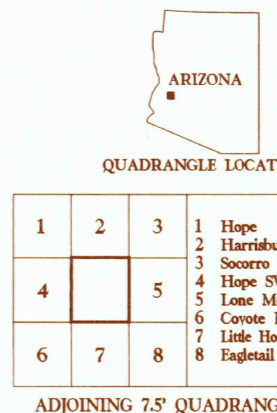 ARIZONA
QUADRANGLE LOCAT
1 2 3
4 5
6 7 8
1 Hope
2 Harrisbu
3 Socorro
4 Hope SW
5 Lone M
6 Coyote
7 Little Ho
8 Eagletail
ADJOINING 7.5' QUADRANG